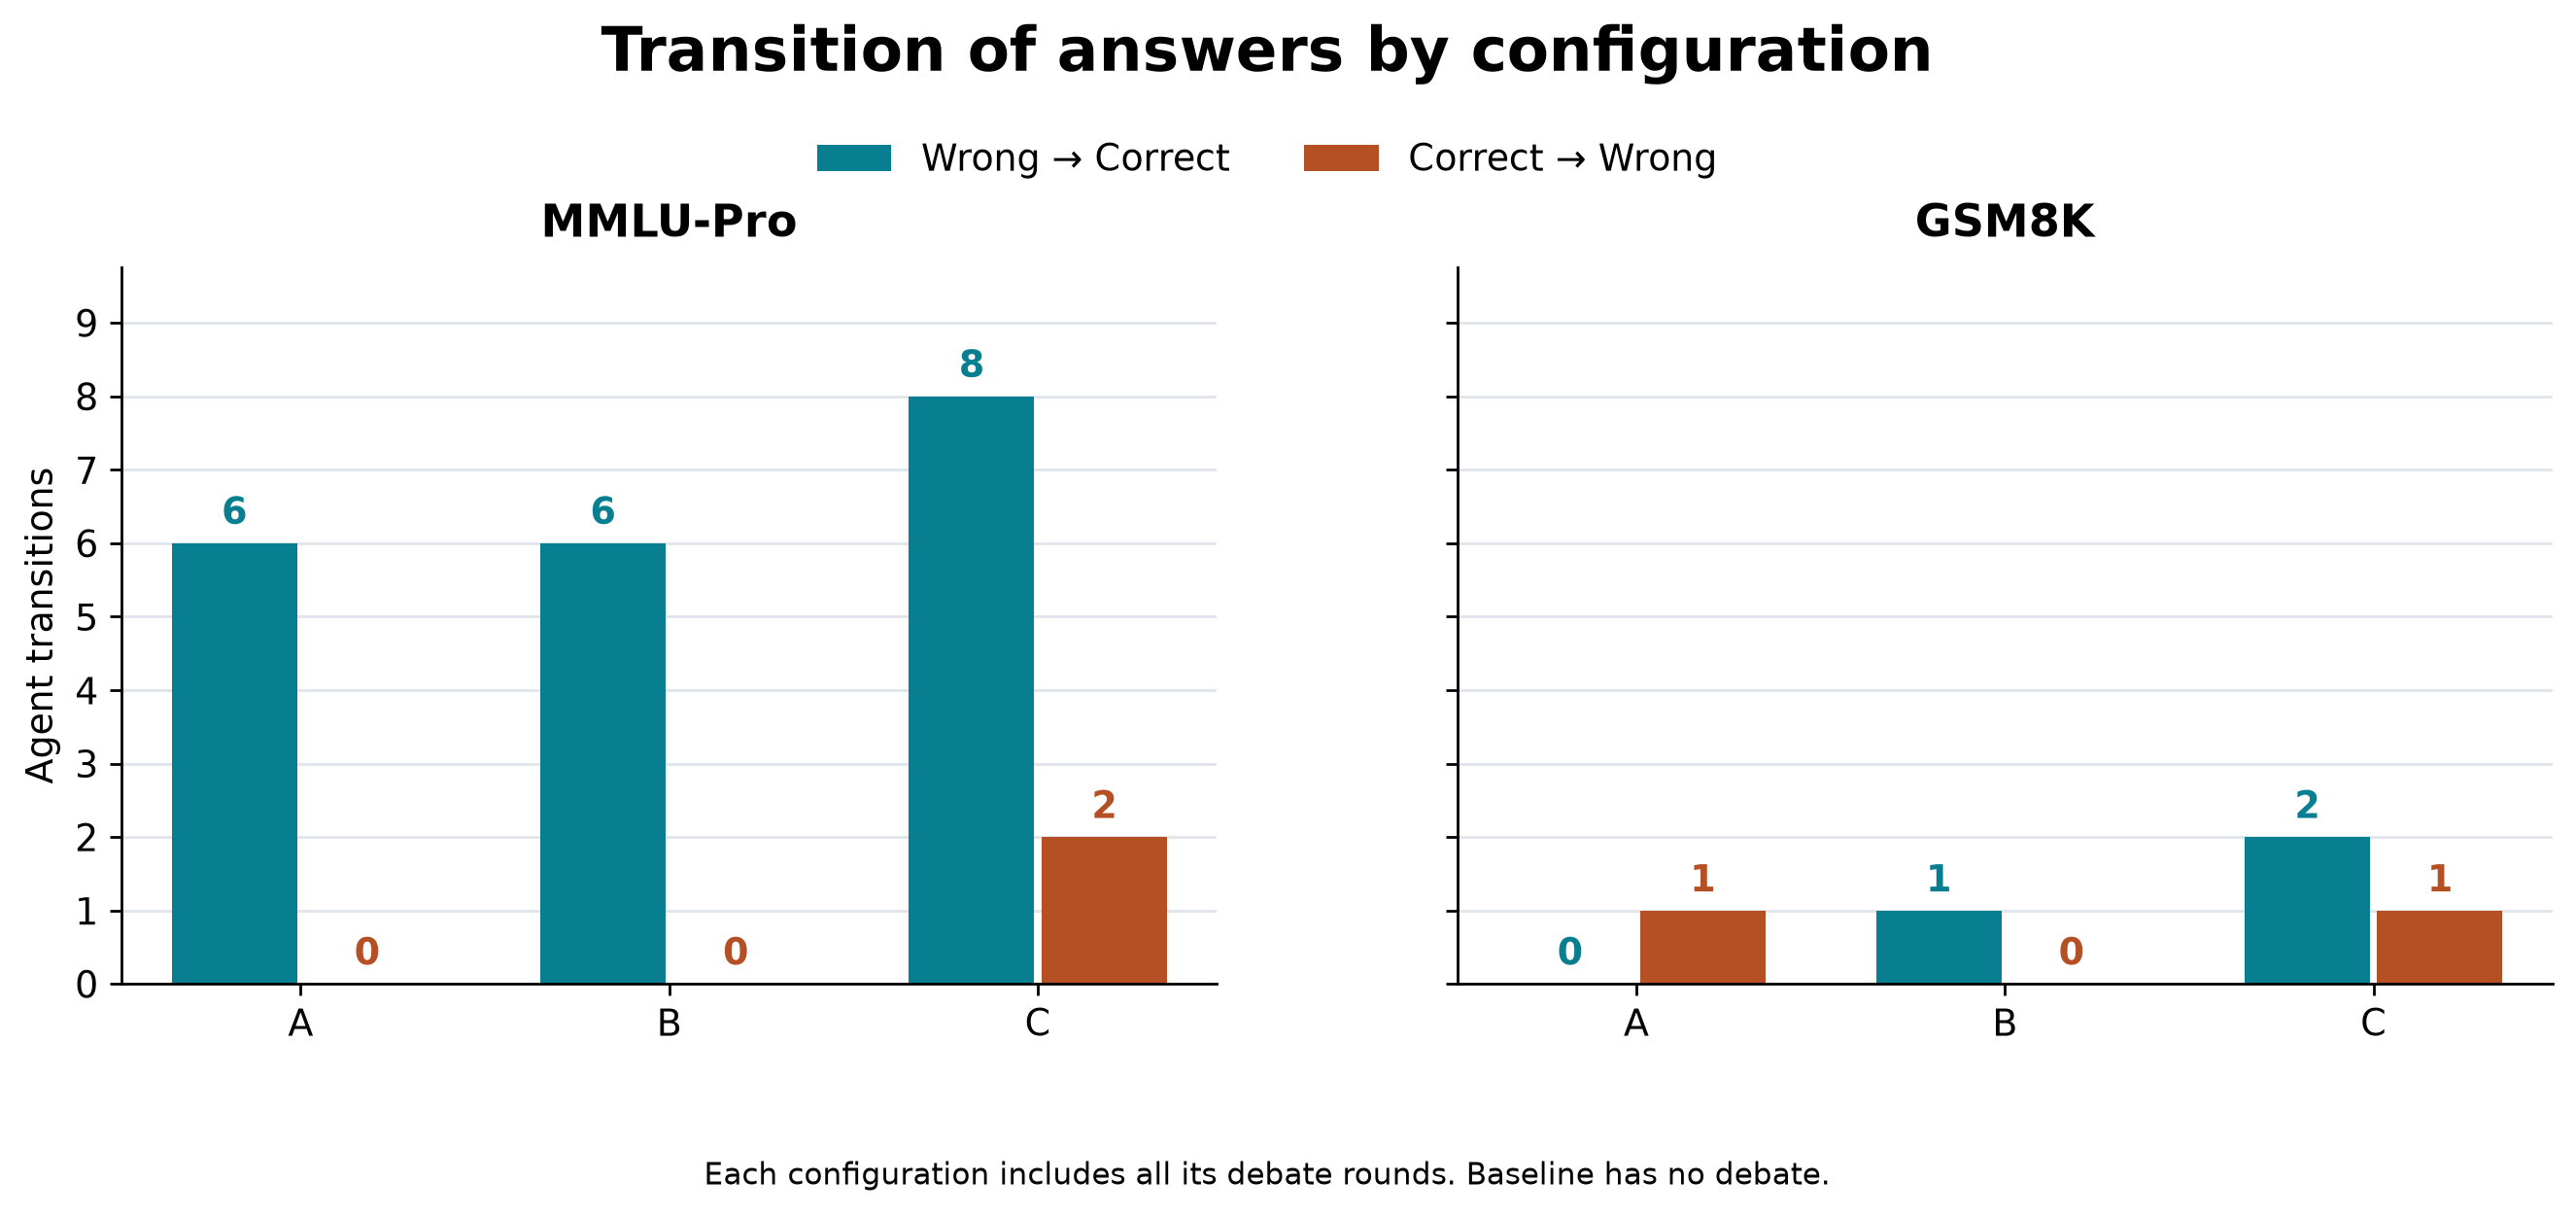 Transition of answers by configuration
Wrong → Correct
Correct → Wrong
MMLU-Pro
Agent transitions
9
8
7
6
5
4
3
2
1
0
6
0
6
0
8
2
A
B
C
GSM8K
0
1
1
0
2
1
A
B
C
Each configuration includes all its debate rounds. Baseline has no debate.